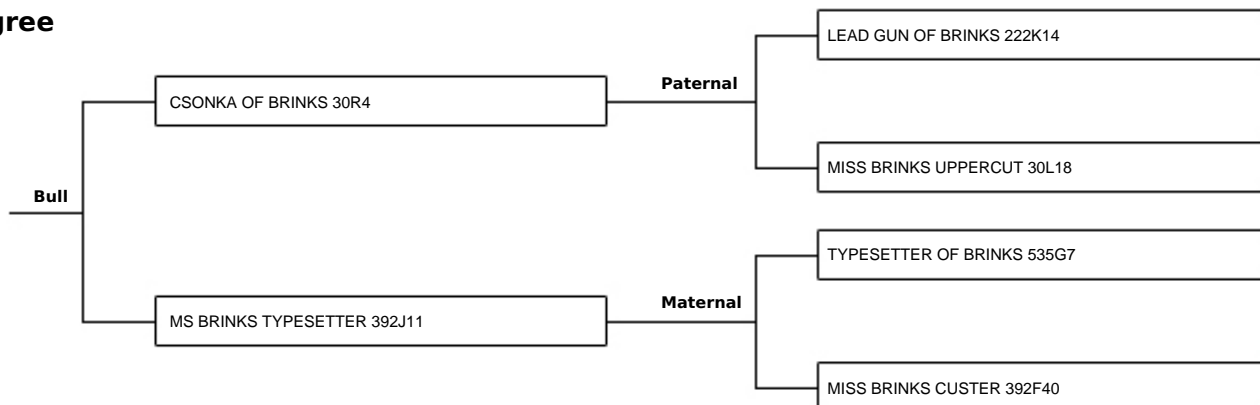 gree
LEAD GUN OF BRINKS 222K14
Paternal
CSONKA OF BRINKS 30R4
MISS BRINKS UPPERCUT 30L18
Bull
TYPESETTER OF BRINKS 535G7
Maternal
MS BRINKS TYPESETTER 392J11
MISS BRINKS CUSTER 392F40